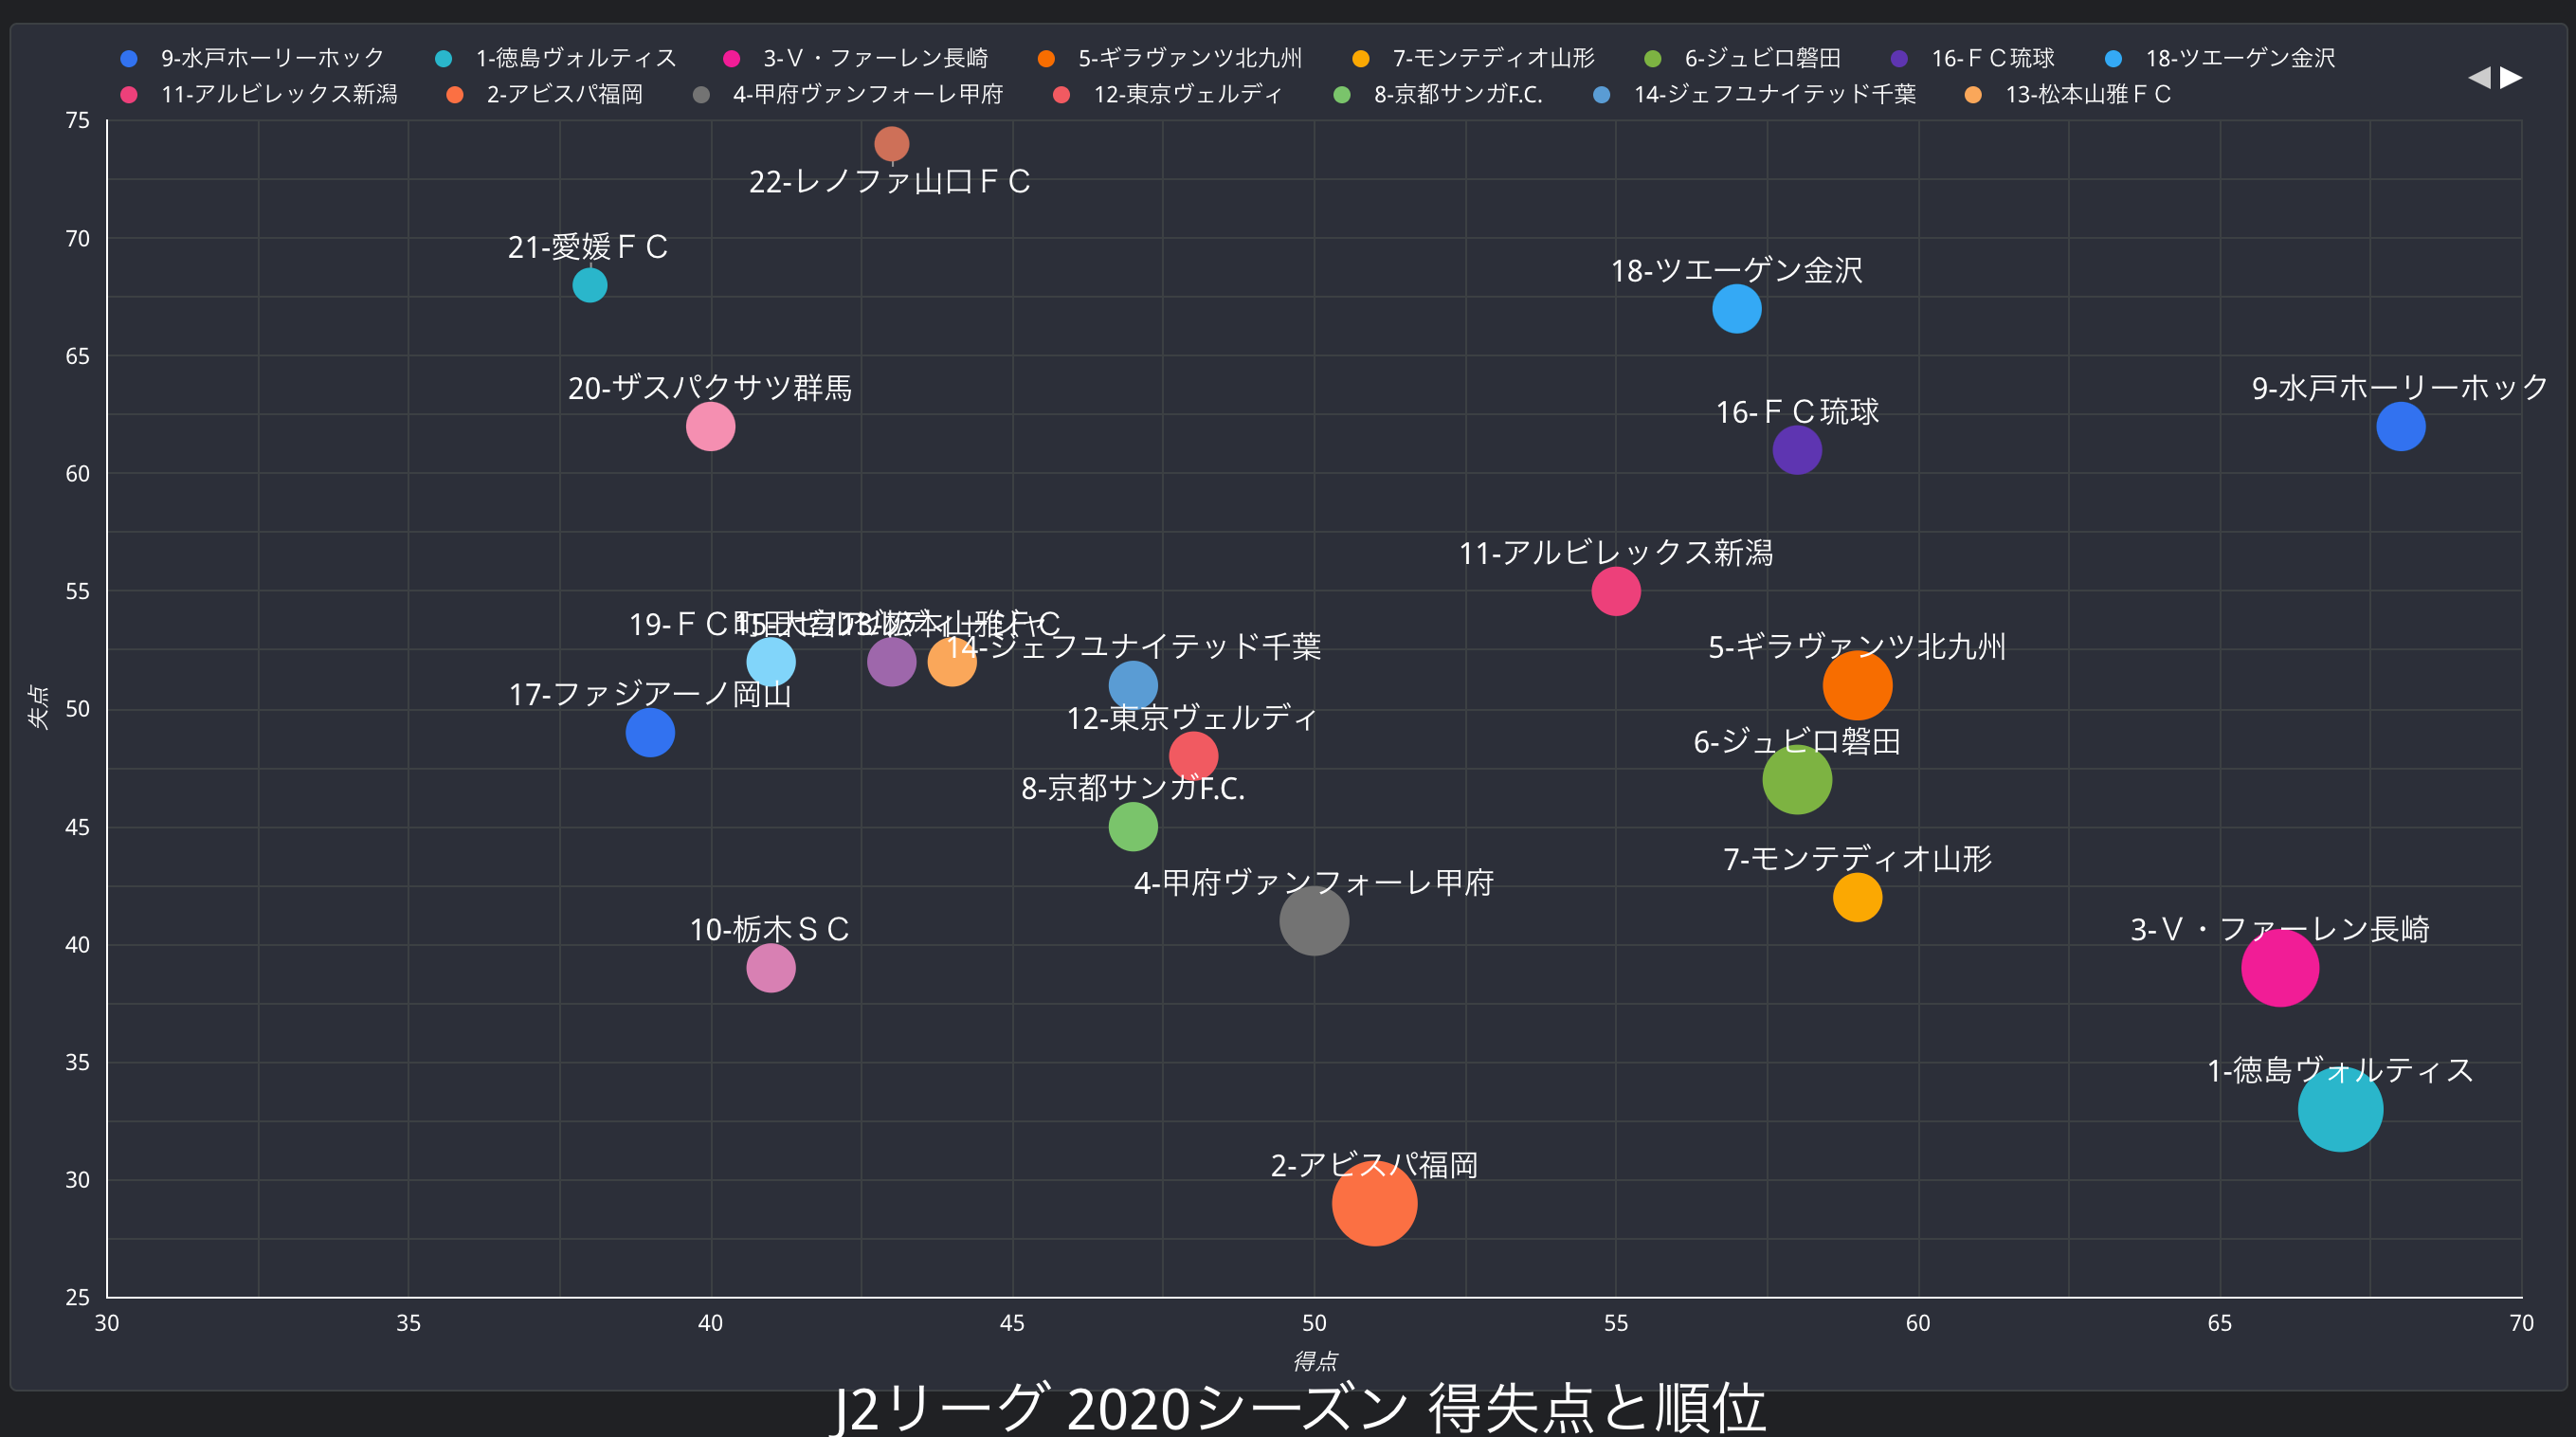 9-水戸ホーリーホック 1-徳島ヴォルティス 3-Ｖ・ファーレン長崎 5-ギラヴァンツ北九州 7-モンテディオ山形 6-ジュビロ磐田 16-ＦＣ琉球 18-ツエーゲン金沢
11-アルビレックス新潟 2-アビスパ福岡 4-甲府ヴァンフォーレ甲府 12-東京ヴェルディ 8-京都サンガF.C. 14-ジェフユナイテッド千葉 13-松本山雅ＦＣ
75
22-レノファ山口ＦＣ
70
21-愛媛ＦＣ
18-ツエーゲン金沢
65
20-ザスパクサツ群馬
9-水戸ホーリーホック
16-ＦＣ琉球
60
11-アルビレックス新潟
55
19-ＦＣ町田
15-大宮
13-松本山雅ＦＣ
14-ジェフユナイテッド千葉
5-ギラヴァンツ北九州
17-ファジアーノ岡山
失点
50
12-東京ヴェルディ
6-ジュビロ磐田
8-京都サンガF.C.
45
7-モンテディオ山形
4-甲府ヴァンフォーレ甲府
10-栃木ＳＣ
3-Ｖ・ファーレン長崎
40
35
1-徳島ヴォルティス
2-アビスパ福岡
30
25
30 35 40 45 50 55 60 65 70
得点
J2リーグ 2020シーズン 得失点と順位